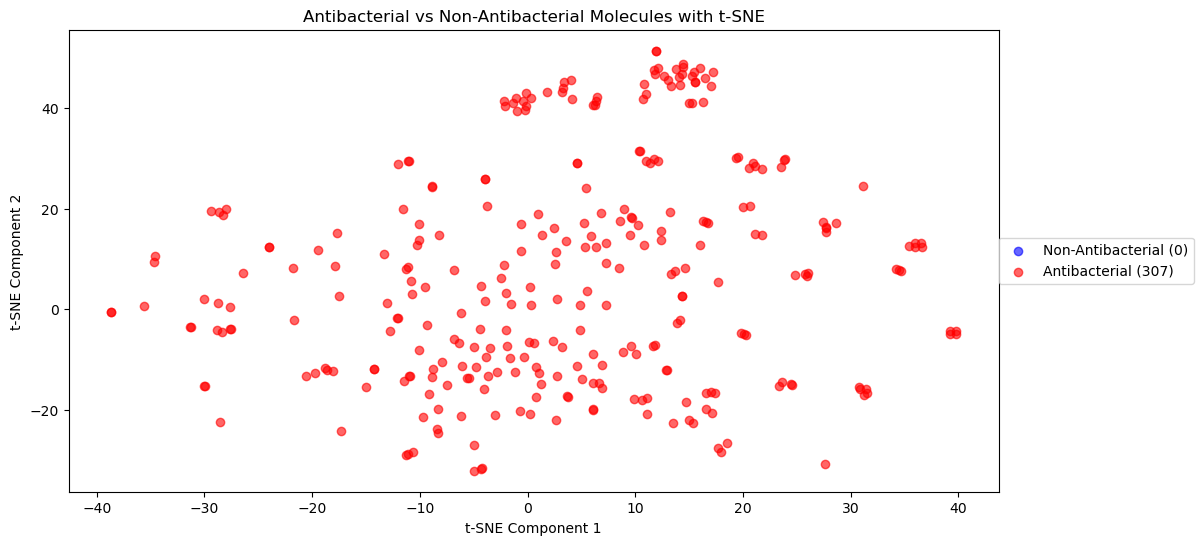 Antibacterial vs Non-Antibacterial Molecules with t-SNE
t-SNE Component 2
40
20
0
−20
−40
−30
−20
−10
0
10
20
30
40
t-SNE Component 1
Non-Antibacterial (0)
Antibacterial (307)